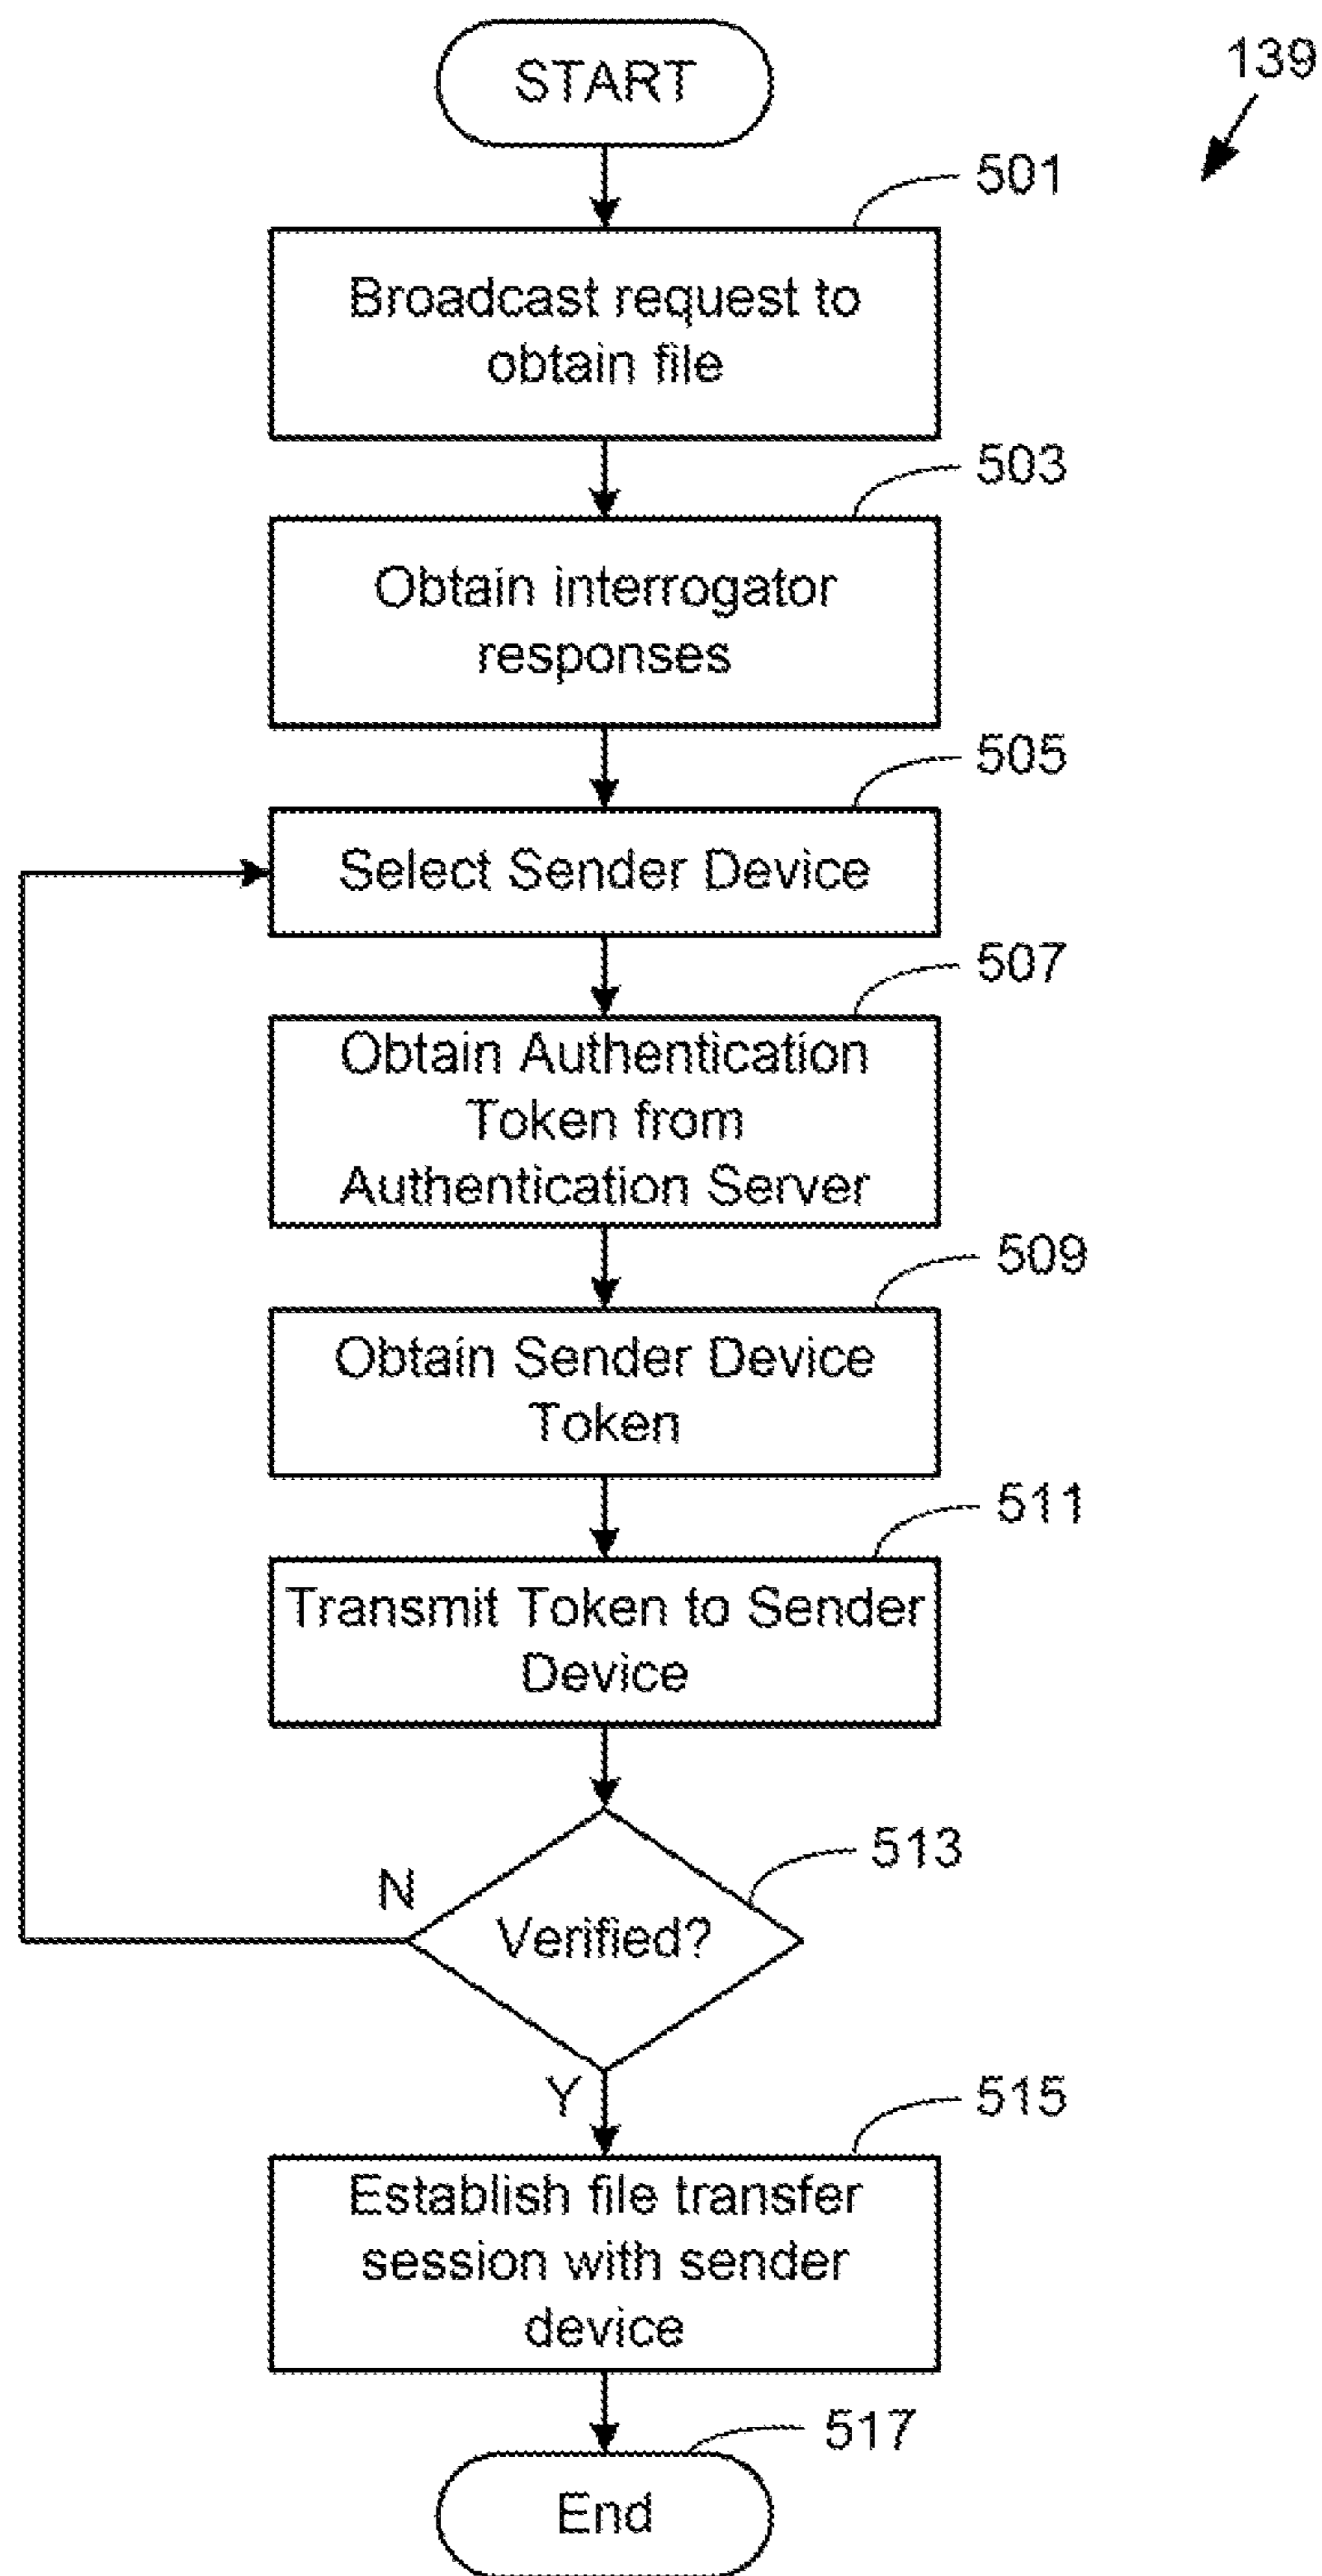 START
139
501
Broadcast request to
obtain file
503
Obtain interrogator
responses
505
Select Sender Device
507
Obtain Authentication
Token from
Authentication Server
509
Obtain Sender Device
Token
511
Transmit Token to Sender
Device
513
N
Verified?
Y
515
Establish file transfer
session with sender
device
517
End